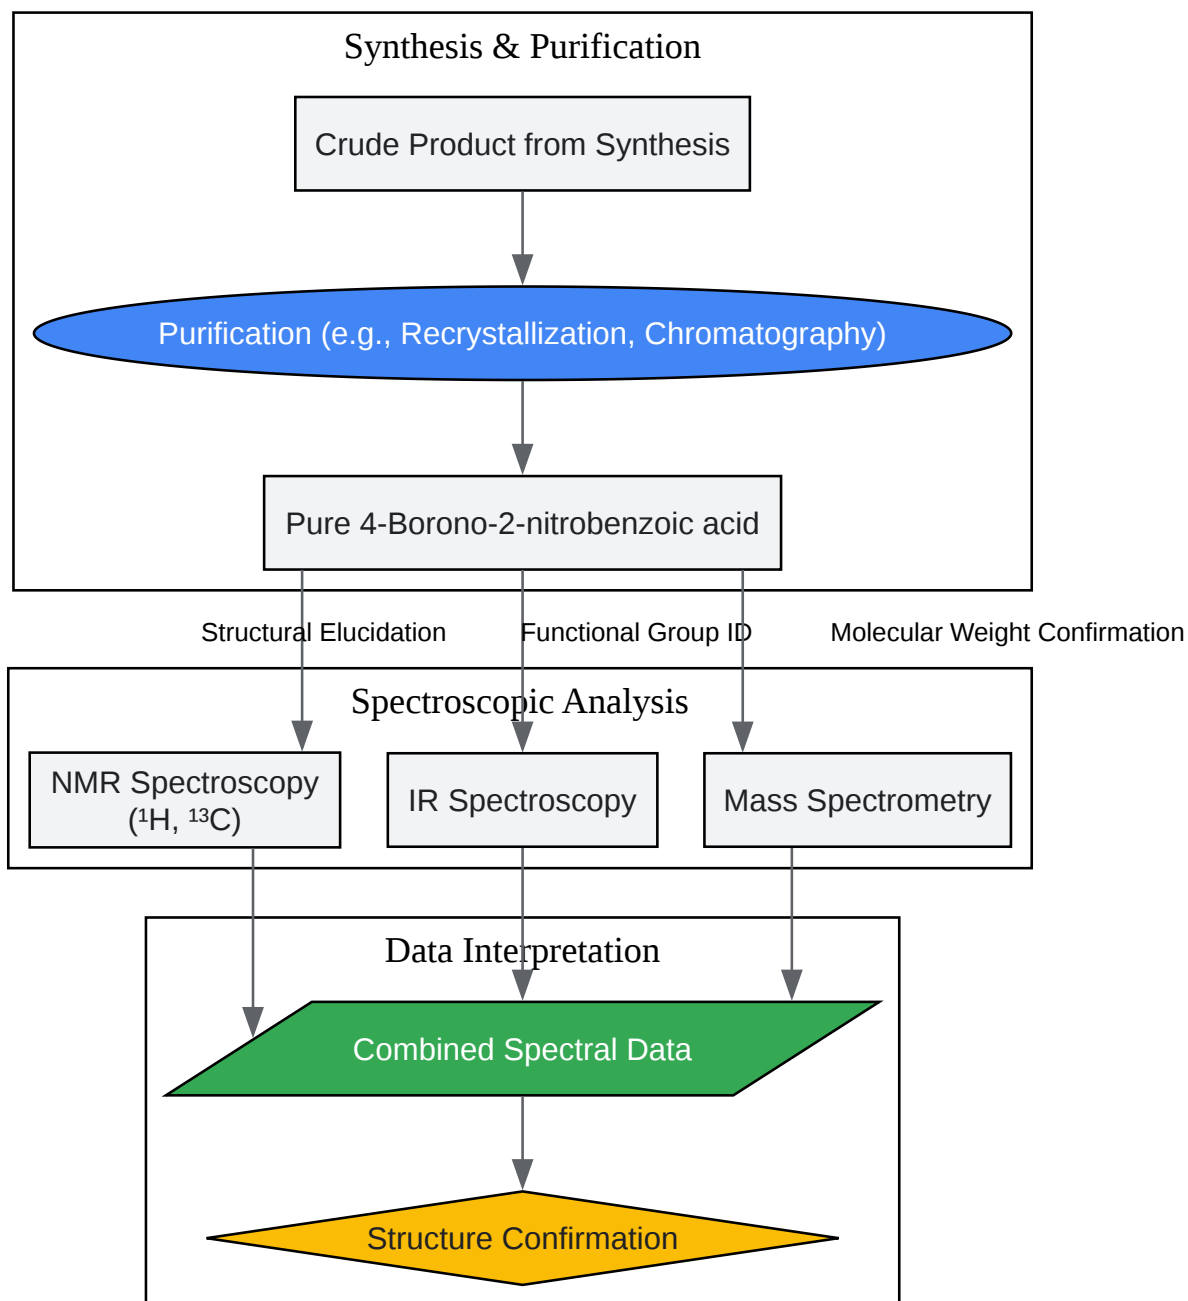 Synthesis & Purification
Crude Product from Synthesis
Purification (e.g., Recrystallization, Chromatography)
Pure 4-Borono-2-nitrobenzoic acid
Structural Elucidation
Functional Group ID
Molecular Weight Confirmation
Spectroscopic Analysis
NMR Spectroscopy
(¹H, ¹³C)
IR Spectroscopy
Mass Spectrometry
Data Interpretation
Combined Spectral Data
Structure Confirmation